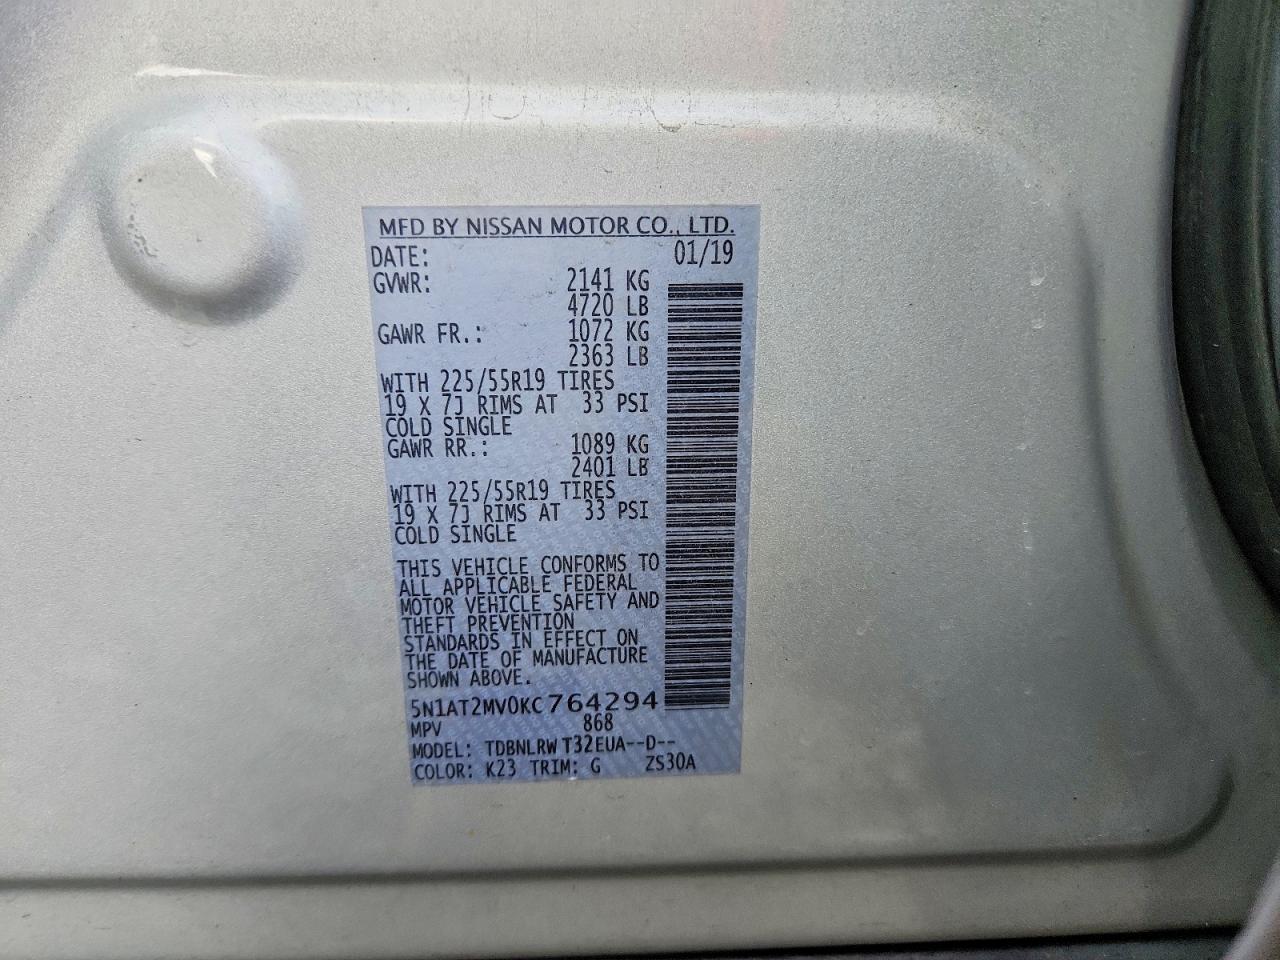 MFD BY NISSAN MOTOR CO., LTD.
DATE: 01/19
GVWR: 2141 KG
4720 LB
GAWR FR.: 1072 KG
2363 LB
WITH 225/55R19 TIRES
19 X 7J RIMS AT 33 PSI
COLD SINGLE
GAWR RR.: 1089 KG
2401 LB
WITH 225/55R19 TIRES
19 X 7J RIMS AT 33 PSI
COLD SINGLE
THIS VEHICLE CONFORMS TO
ALL APPLICABLE FEDERAL
MOTOR VEHICLE SAFETY AND
THEFT PREVENTION
STANDARDS IN EFFECT ON
THE DATE OF MANUFACTURE
SHOWN ABOVE.
5N1AT2MV0KC764294
MPV 868
MODEL: TDBNLRW T32EUA--D--
COLOR: K23 TRIM: G ZS30A